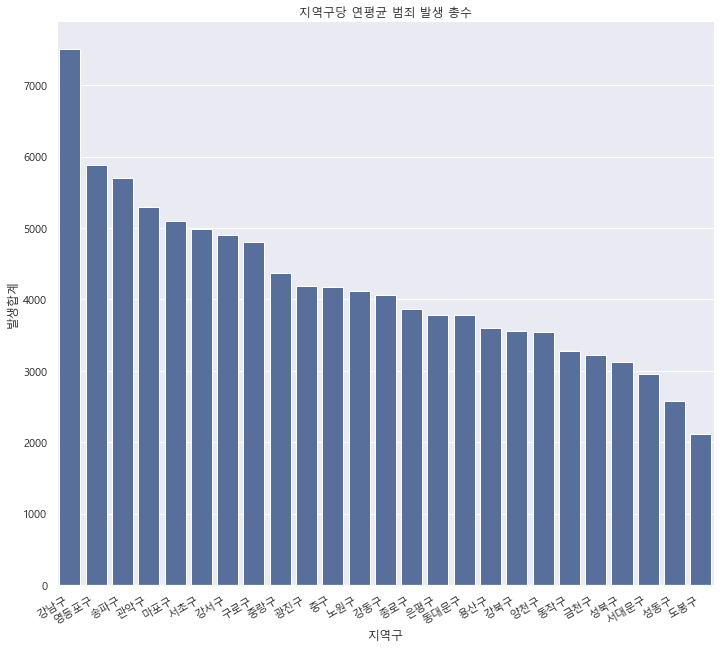 지역구당 연평균 범죄 발생 총수
발생합계
7000
6000
5000
4000
3000
2000
1000
0
강남구
영등포구
송파구
관악구
마포구
서초구
강서구
구로구
중랑구
광진구
중구
노원구
강동구
종로구
은평구
동대문구
용산구
강북구
양천구
동작구
금천구
성북구
서대문구
성동구
도봉구
지역구